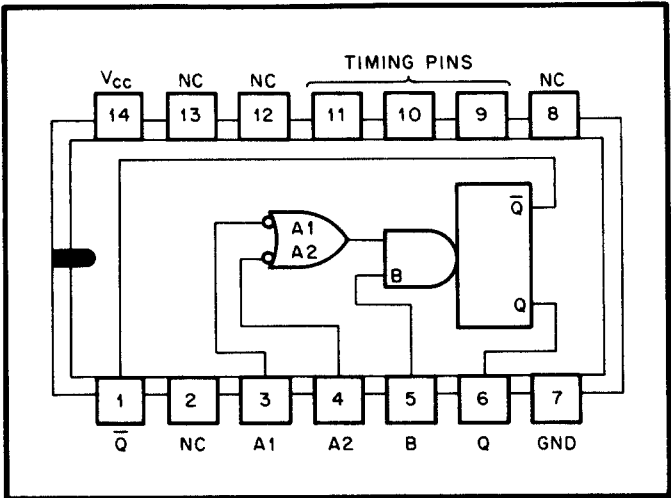 TIMING PINS
V_CC NC NC NC
14 13 12 11 10 9 8
Q̅
A1
A2
B
Q
1 2 3 4 5 6 7
Q̅ NC A1 A2 B Q GND